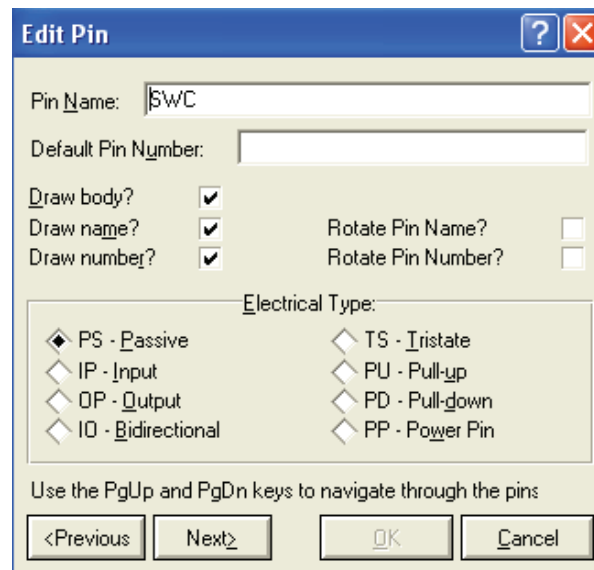 Edit Pin
Pin Name: SWC
Default Pin Number:
Draw body?
Draw name? Rotate Pin Name?
Draw number? Rotate Pin Number?
Electrical Type:
PS - Passive TS - Tristate
IP - Input PU - Pull-up
OP - Output PD - Pull-down
IO - Bidirectional PP - Power Pin
Use the PgUp and PgDn keys to navigate through the pins
<Previous Next> OK Cancel